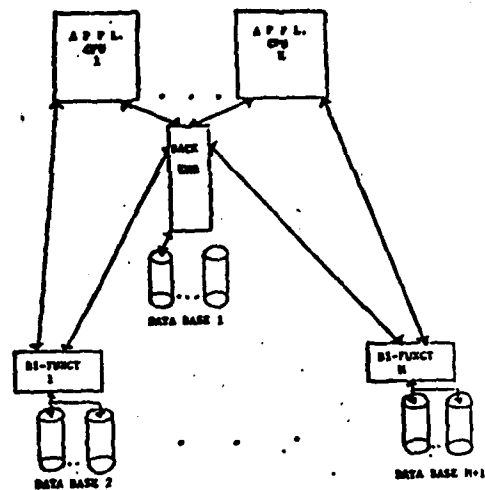 APPL.
CPU
1
APPL.
CPU
N
BACK
END
DATA BASE 1
BI-FUNCT
1
BI-FUNCT
M
DATA BASE 2
DATA BASE M+1